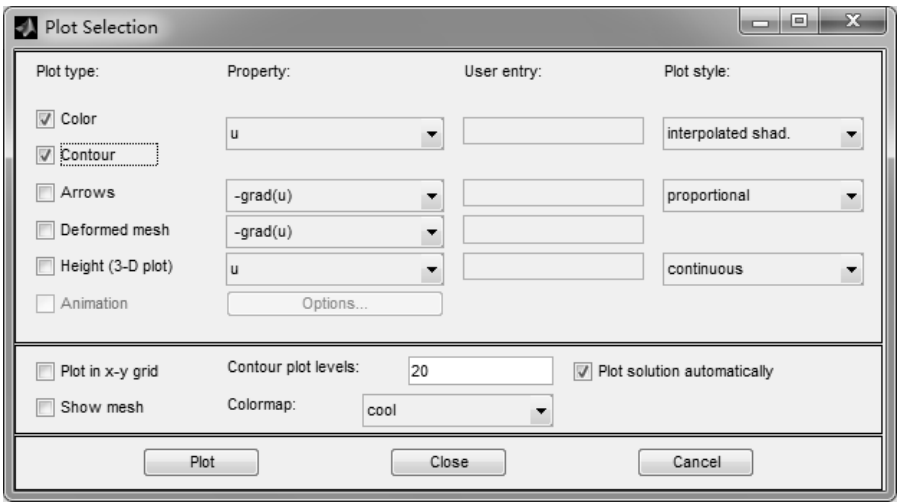 Plot Selection
Plot type: Property: User entry: Plot style:
Color
u interpolated shad.
Contour
Arrows -grad(u) proportional
Deformed mesh -grad(u)
Height (3-D plot) u continuous
Animation Options...
Plot in x-y grid Contour plot levels: 20 Plot solution automatically
Show mesh Colormap: cool
Plot Close Cancel